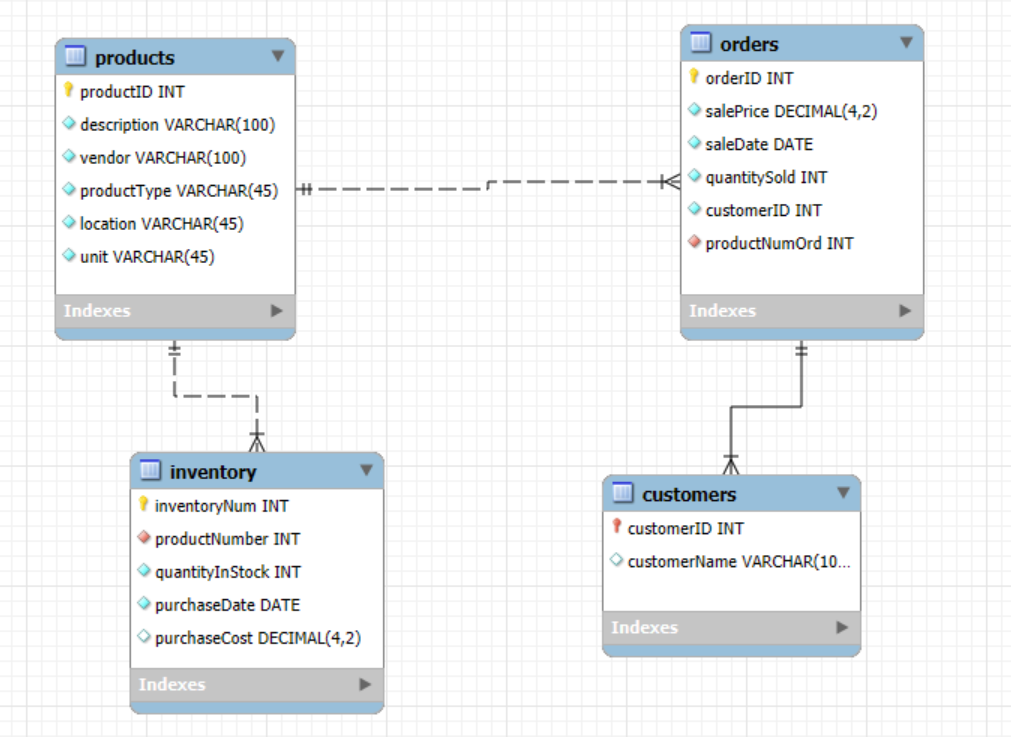 products
productID INT
description VARCHAR(100)
vendor VARCHAR(100)
productType VARCHAR(45)
location VARCHAR(45)
unit VARCHAR(45)
Indexes
orders
orderID INT
salePrice DECIMAL(4,2)
saleDate DATE
quantitySold INT
customerID INT
productNumOrd INT
Indexes
inventory
inventoryNum INT
productNumber INT
quantityInStock INT
purchaseDate DATE
purchaseCost DECIMAL(4,2)
Indexes
customers
customerID INT
customerName VARCHAR(10...
Indexes